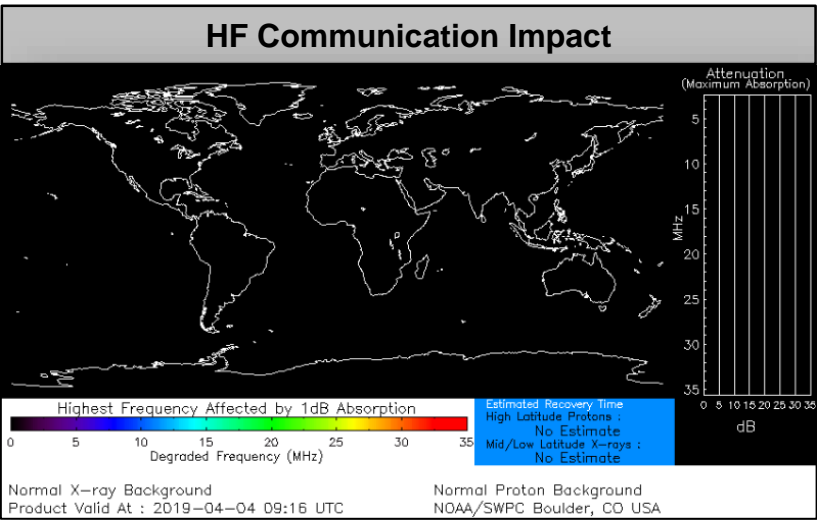 HF Communication Impact
Attenuation
(Maximum Absorption)
5
10
15
20
25
30
35
MHz
0 5 10 15 20 25 30 35
dB
Highest Frequency Affected by 1dB Absorption
0 5 10 15 20 25 30 35
Degraded Frequency (MHz)
Estimated Recovery Time
High Latitude Protons :
No Estimate
Mid/Low Latitude X-rays :
No Estimate
Normal X-ray Background
Normal Proton Background
Product Valid At : 2019-04-04 09:16 UTC
NOAA/SWPC Boulder, CO USA